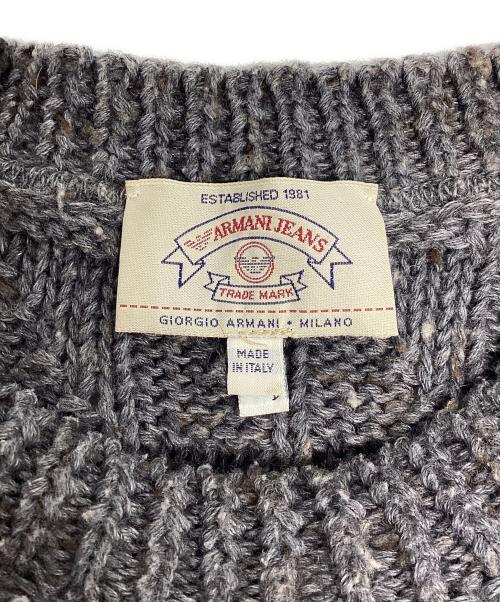 ESTABLISHED 1981
ARMANI JEANS
TRADE MARK
GIORGIO ARMANI • MILANO
MADE
IN ITALY